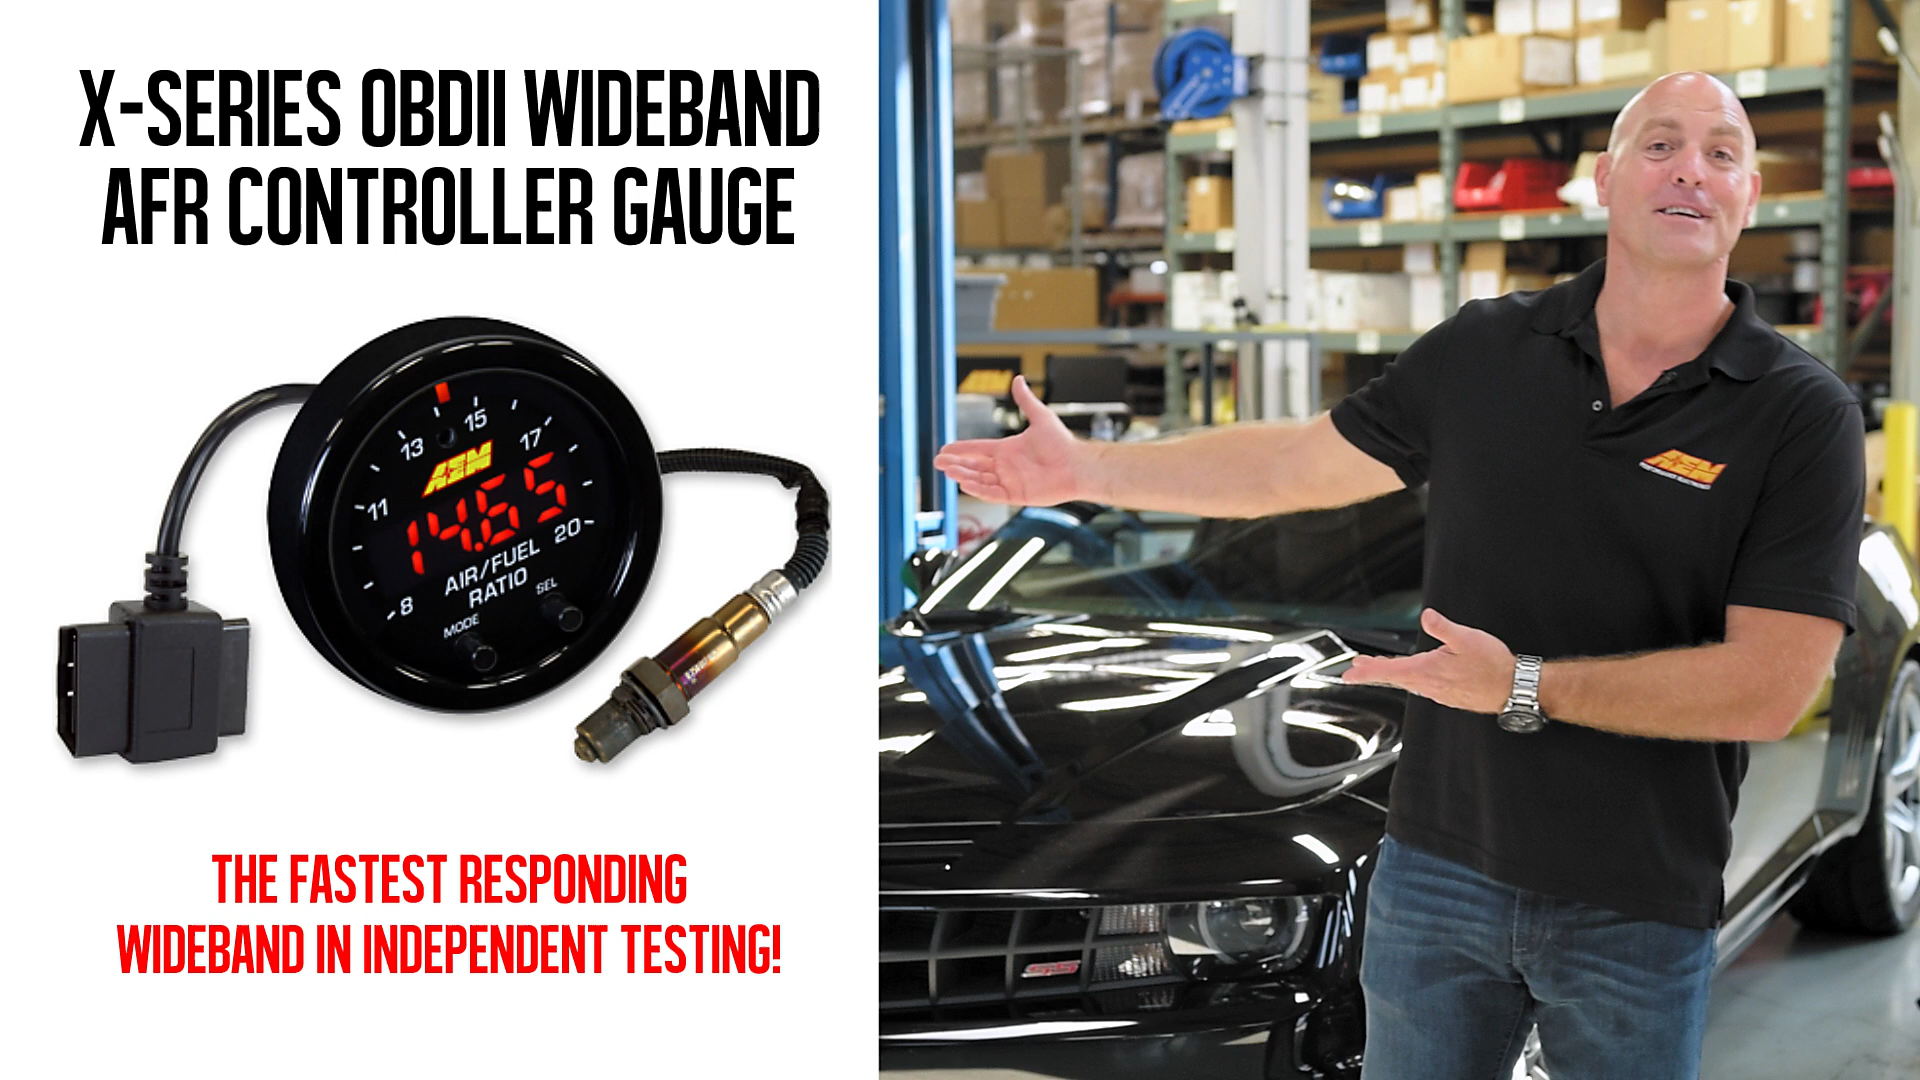 X-SERIES OBDII WIDEBAND
AFR CONTROLLER GAUGE
13
15
17
11
AEM
14.65
20
8
AIR/FUEL
RATIO
MODE
SEL
THE FASTEST RESPONDING
WIDEBAND IN INDEPENDENT TESTING!
AEM